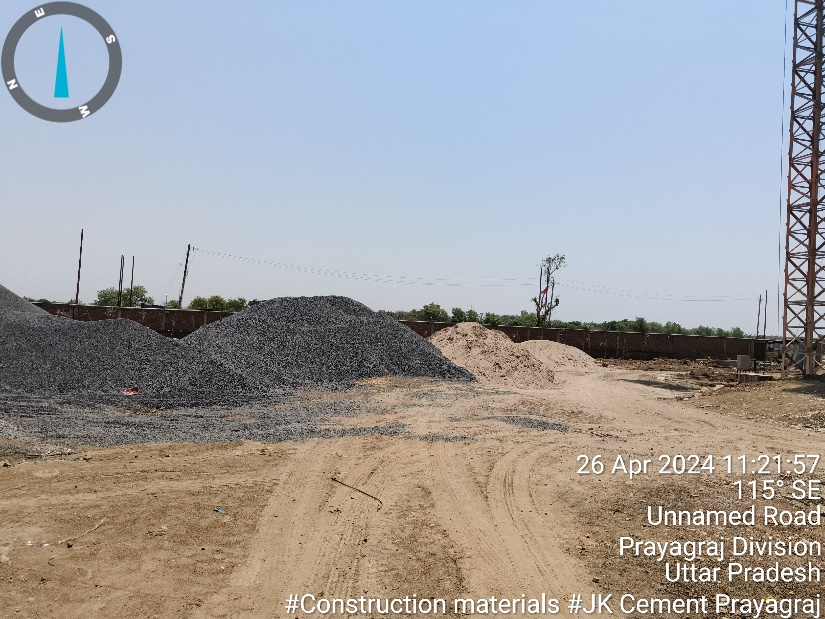 E
S
N
W
26 Apr 2024 11:21:57
115° SE
Unnamed Road
Prayagraj Division
Uttar Pradesh
#Construction materials #JK Cement Prayagraj